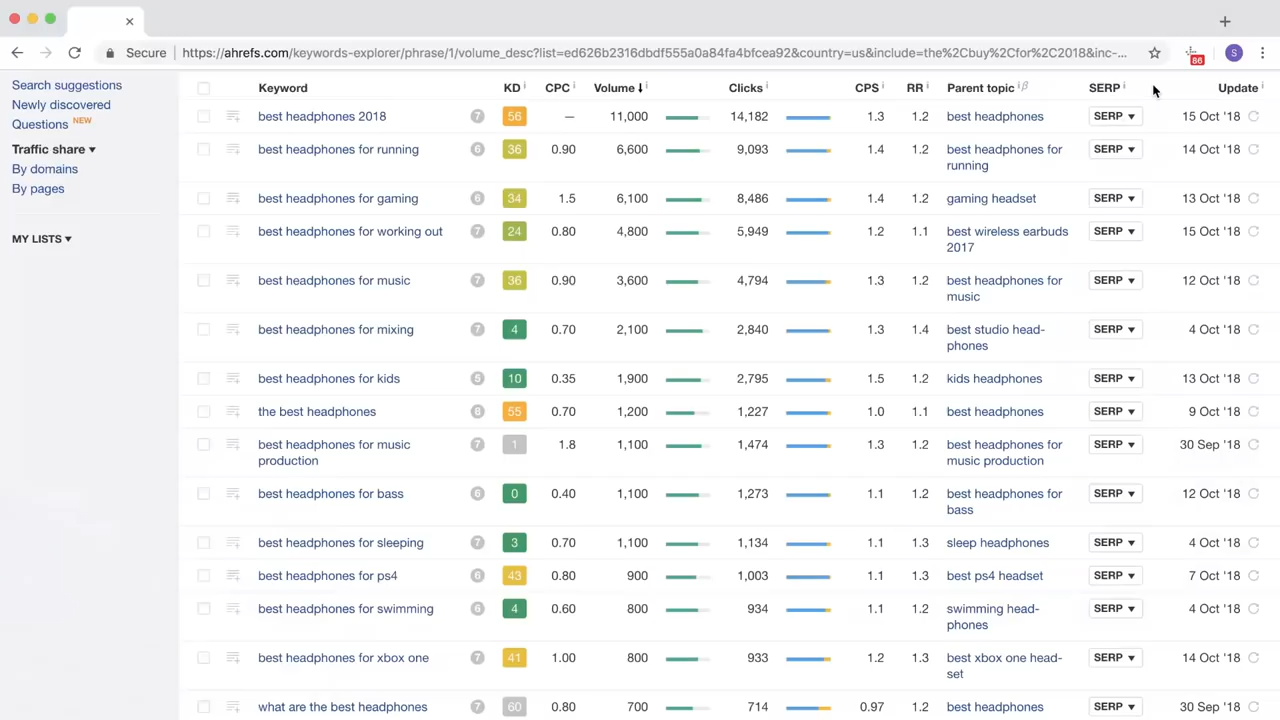 Secure
https://ahrefs.com/keywords-explorer/phrase/1/volume_desc?list=ed626b2316dbdf555a0a84fa4bfcea92&country=us&include=the%2Cbuy%2Cfor%2C2018&inc-...
86
S
Search suggestions
Newly discovered
Questions NEW
Traffic share ▾
By domains
By pages
MY LISTS ▾
Keyword KD i CPC i Volume ↓ i Clicks i CPS i RR i Parent topic i β SERP i Update i
best headphones 2018 7 56 — 11,000 14,182 1.3 1.2 best headphones SERP ▼ 15 Oct '18
best headphones for running 6 36 0.90 6,600 9,093 1.4 1.2 best headphones for SERP ▼ 14 Oct '18
running
best headphones for gaming 7 34 1.5 6,100 8,486 1.4 1.2 gaming headset SERP ▼ 13 Oct '18
best headphones for working out 7 24 0.80 4,800 5,949 1.2 1.1 best wireless earbuds SERP ▼ 15 Oct '18
2017
best headphones for music 7 36 0.90 3,600 4,794 1.3 1.2 best headphones for SERP ▼ 12 Oct '18
music
best headphones for mixing 7 4 0.70 2,100 2,840 1.3 1.4 best studio head- SERP ▼ 4 Oct '18
phones
best headphones for kids 5 10 0.35 1,900 2,795 1.5 1.2 kids headphones SERP ▼ 13 Oct '18
the best headphones 8 55 0.70 1,200 1,227 1.0 best headphones SERP ▼ 9 Oct '18
best headphones for music 7 1 1.8 1,100 1,474 1.3 1.2 best headphones for SERP ▼ 30 Sep '18
production music production
best headphones for bass 6 0 0.40 1,100 1,273 1.1 1.2 best headphones for SERP ▼ 12 Oct '18
bass
best headphones for sleeping 7 3 0.70 1,100 1,134 1.1 sleep headphones SERP ▼ 4 Oct '18
best headphones for ps4 6 43 0.80 900 1,003 1.1 1.3 best ps4 headset SERP ▼ 7 Oct '18
best headphones for swimming 6 4 0.60 800 1.1 swimming head- SERP ▼ 4 Oct '18
phones
best headphones for xbox one 7 41 1.00 800 933 1.2 1.3 best xbox one head- SERP ▼ 14 Oct '18
set
what are the best headphones 7 60 0.80 700 714 0.97 best headphones SERP ▼ 30 Sep '18